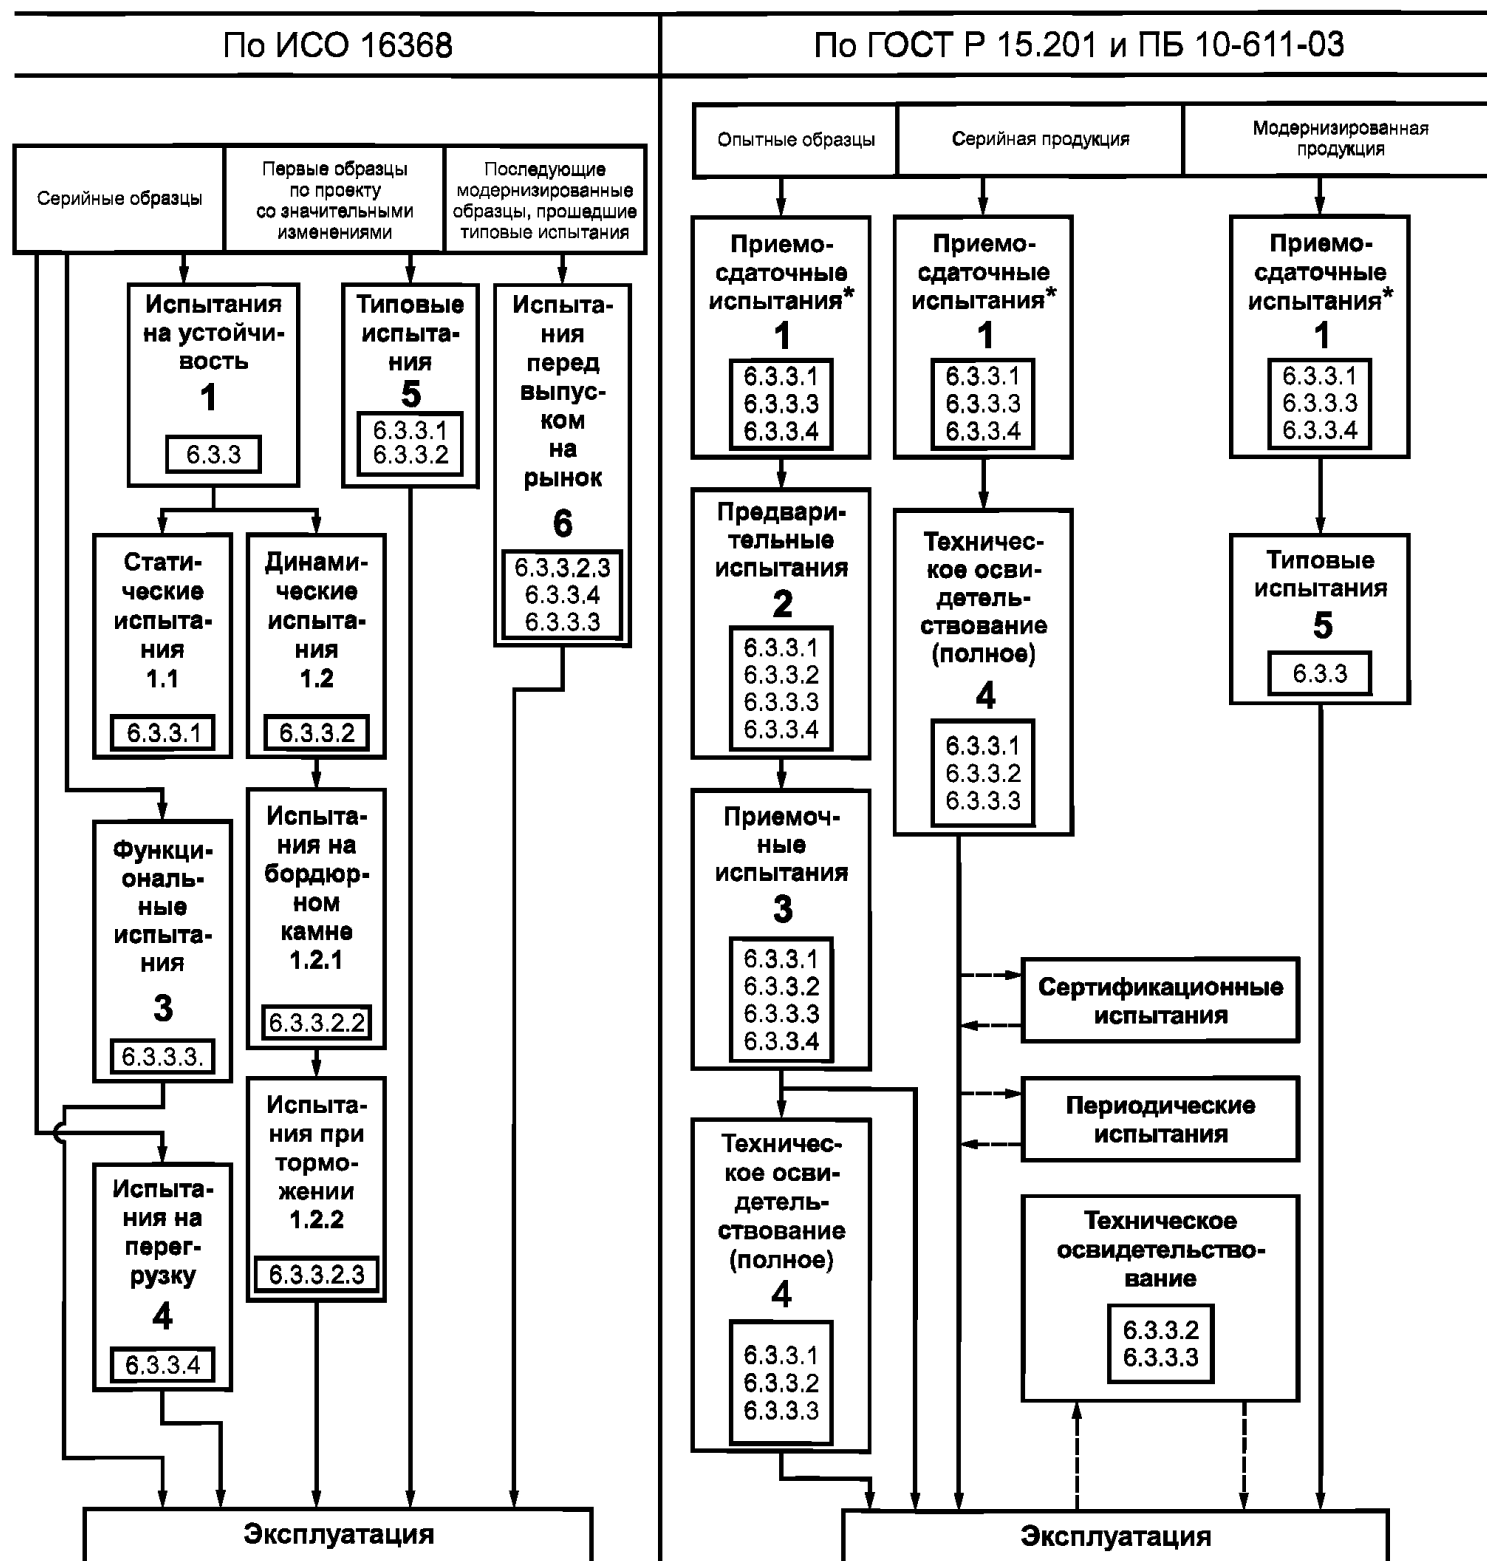 По ИСО 16368
По ГОСТ Р 15.201 и ПБ 10-611-03
Серийные образцы
Первые образцы
по проекту
со значительными
изменениями
Последующие
модернизированные
образцы, прошедшие
типовые испытания
Испытания
на устойчи-
вость
1
6.3.3
Типовые
испыта-
ния
5
6.3.3.1
6.3.3.2
Испыта-
ния
перед
выпус-
ком
на
рынок
6
6.3.3.2.3
6.3.3.4
6.3.3.3
Стати-
ческие
испыта-
ния
1.1
6.3.3.1
Динами-
ческие
испыта-
ния
1.2
6.3.3.2
Функци-
ональ-
ные
испыта-
ния
3
6.3.3.3.
Испыта-
ния на
бордюр-
ном
камне
1.2.1
6.3.3.2.2
Испыта-
ния при
тормо-
жении
1.2.2
6.3.3.2.3
Испыта-
ния на
перег-
рузку
4
6.3.3.4
Эксплуатация
Опытные образцы
Серийная продукция
Модернизированная
продукция
Приемо-
сдаточные
испытания*
1
6.3.3.1
6.3.3.3
6.3.3.4
Приемо-
сдаточные
испытания*
1
6.3.3.1
6.3.3.3
6.3.3.4
Приемо-
сдаточные
испытания*
1
6.3.3.1
6.3.3.3
6.3.3.4
Предвари-
тельные
испытания
2
6.3.3.1
6.3.3.2
6.3.3.3
6.3.3.4
Техничес-
кое осви-
детель-
ствование
(полное)
4
6.3.3.1
6.3.3.2
6.3.3.3
Типовые
испытания
5
6.3.3
Приемоч-
ные
испытания
3
6.3.3.1
6.3.3.2
6.3.3.3
6.3.3.4
Сертификационные
испытания
Периодические
испытания
Техничес-
кое осви-
детель-
ствование
(полное)
4
6.3.3.1
6.3.3.2
6.3.3.3
Техническое
освидетельство-
вание
6.3.3.2
6.3.3.3
Эксплуатация